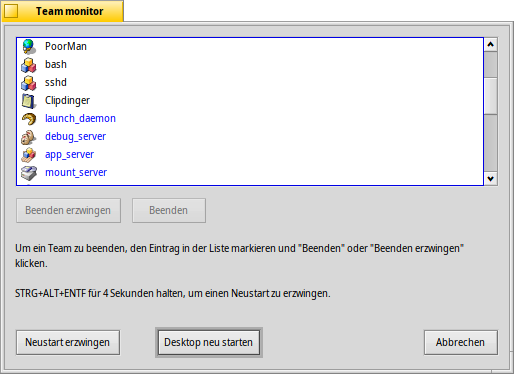 Team monitor
PoorMan
bash
sshd
Clipdinger
launch_daemon
debug_server
app_server
mount_server
Beenden erzwingen
Beenden
Um ein Team zu beenden, den Eintrag in der Liste markieren und "Beenden" oder "Beenden erzwingen"
klicken.
STRG+ALT+ENTF für 4 Sekunden halten, um einen Neustart zu erzwingen.
Neustart erzwingen
Desktop neu starten
Abbrechen